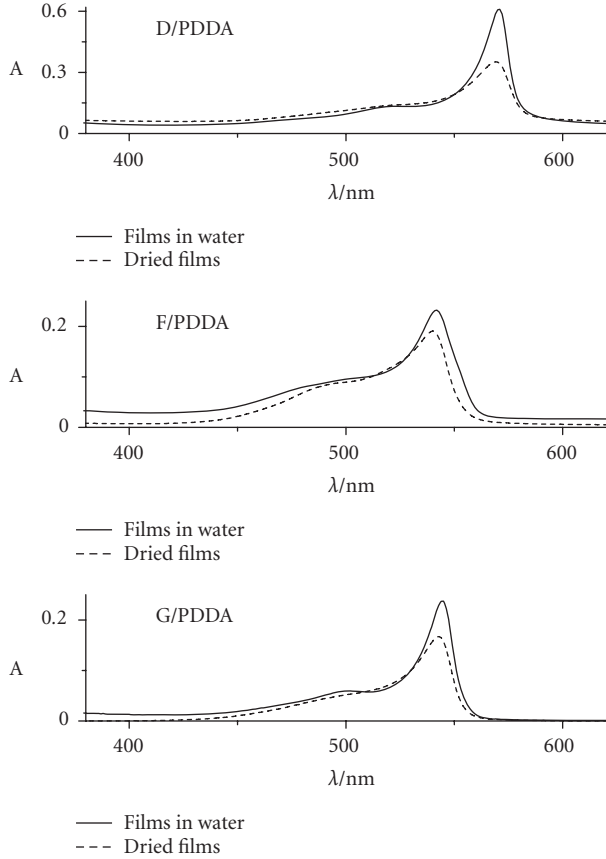 D/PDDA
0.6
0.3
0
A
400
500
600
λ/nm
Films in water
Dried films
F/PDDA
0.2
0
A
400
500
600
λ/nm
Films in water
Dried films
G/PDDA
0.2
0
A
400
500
600
λ/nm
Films in water
Dried films